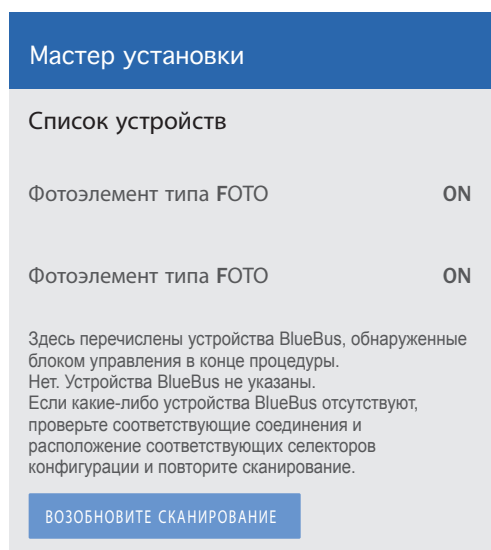 Мастер установки
Список устройств
Фотоэлемент типа FОТО ON
Фотоэлемент типа FОТО ON
Здесь перечислены устройства BlueBus, обнаруженные
блоком управления в конце процедуры.
Нет. Устройства BlueBus не указаны.
Если какие-либо устройства BlueBus отсутствуют,
проверьте соответствующие соединения и
расположение соответствующих селекторов
конфигурации и повторите сканирование.
ВОЗОБНОВИТЕ СКАНИРОВАНИЕ